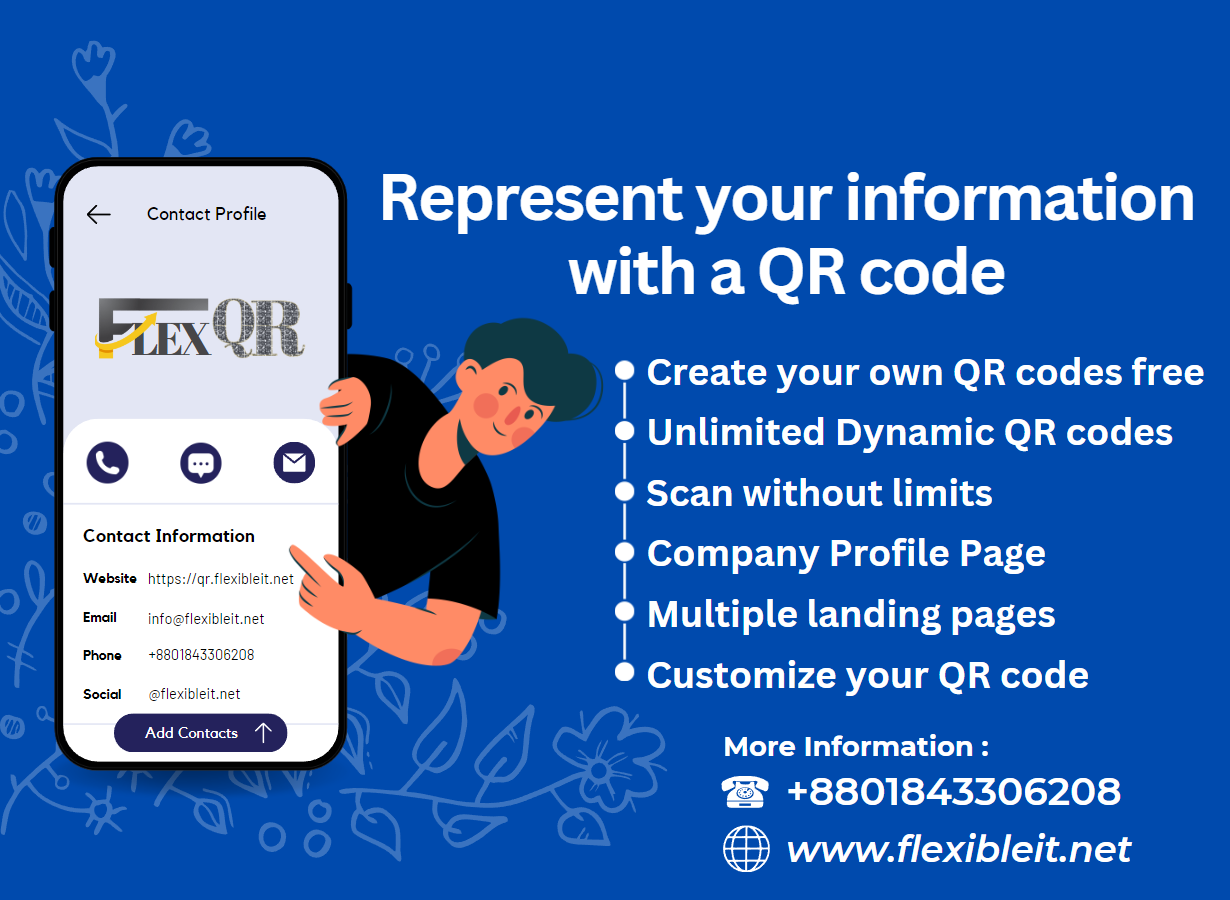 Contact Profile
FLEX QR
Contact Information
Website https://qr.flexibleit.net
Email info@flexibleit.net
Phone +8801843306208
Social @flexibleit.net
Add Contacts
Represent your information
with a QR code
Create your own QR codes free
Unlimited Dynamic QR codes
Scan without limits
Company Profile Page
Multiple landing pages
Customize your QR code
More Information :
+8801843306208
www.flexibleit.net